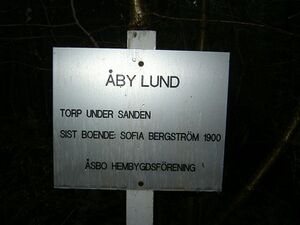 ÅBY LUND
TORP UNDER SANDEN
SIST BOENDE: SOFIA BERGSTRÖM 1900
ÅSBO HEMBYGDSFÖRENING